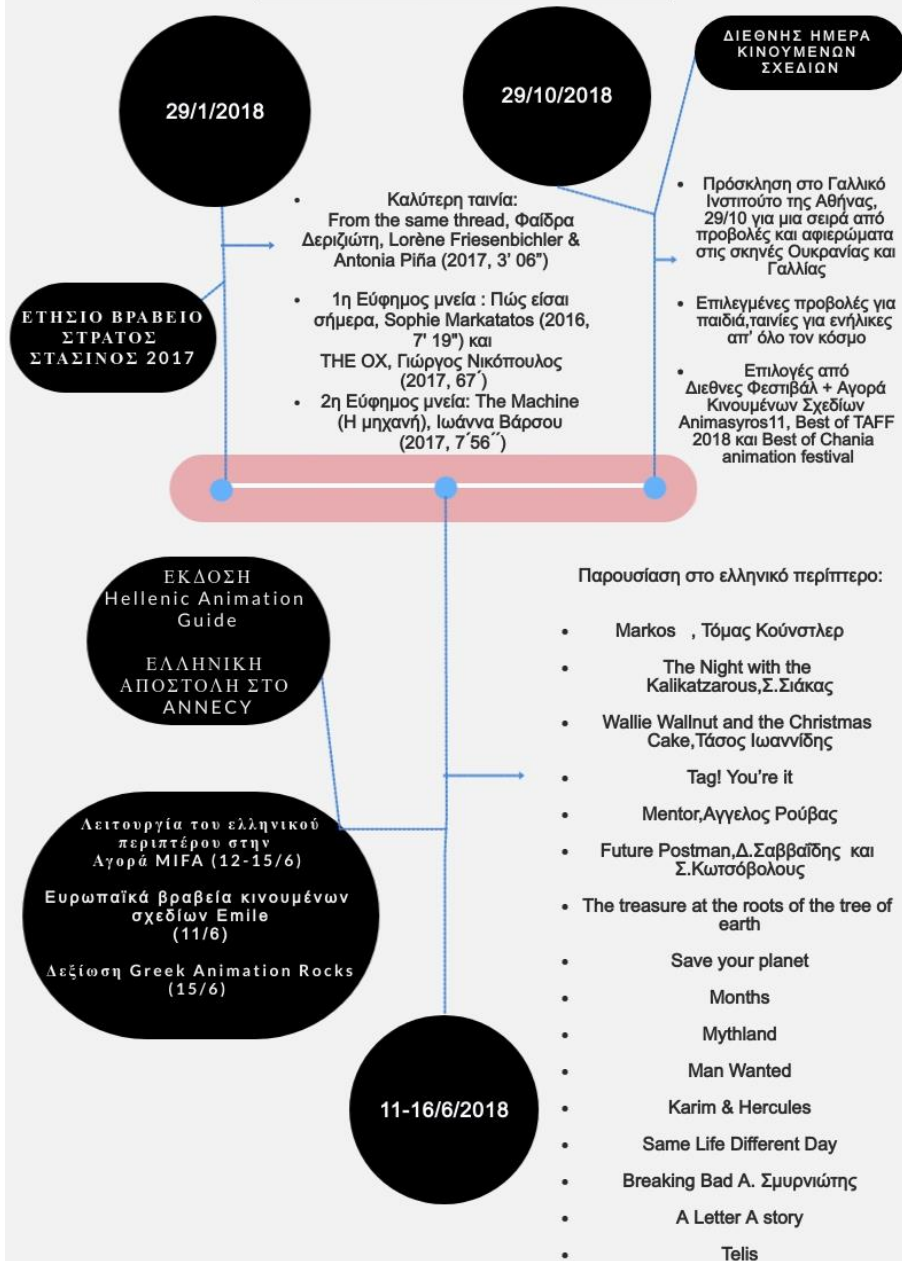 29/1/2018
ΕΤΗΣΙΟ ΒΡΑΒΕΙΟ
ΣΤΡΑΤΟΣ
ΣΤΑΣΙΝΟΣ 2017
• Καλύτερη ταινία:
From the same thread, Φαίδρα
Δεριζιώτη, Lorène Friesenbichler &
Antonia Piña (2017, 3' 06”)
• 1η Εύφημος μνεία : Πώς είσαι
σήμερα, Sophie Markatatos (2016,
7' 19") και
THE OX, Γιώργος Νικόπουλος
(2017, 67΄)
• 2η Εύφημος μνεία: The Machine
(Η μηχανή), Ιωάννα Βάρσου
(2017, 7΄56΄΄)
29/10/2018
ΔΙΕΘΝΗΣ ΗΜΕΡΑ
ΚΙΝΟΥΜΕΝΩΝ
ΣΧΕΔΙΩΝ
• Πρόσκληση στο Γαλλικό
Ινστιτούτο της Αθήνας,
29/10 για μια σειρά από
προβολές και αφιερώματα
στις σκηνές Ουκρανίας και
Γαλλίας
• Επιλεγμένες προβολές για
παιδιά,ταινίες για ενήλικες
απ’ όλο τον κόσμο
• Επιλογές από
Διεθνες Φεστιβάλ + Αγορά
Κινουμένων Σχεδίων
Animasyros11, Best of TAFF
2018 και Best of Chania
animation festival
ΕΚΔΟΣΗ
Hellenic Animation
Guide
ΕΛΛΗΝΙΚΗ
ΑΠΟΣΤΟΛΗ ΣΤΟ
ANNECY
Λειτουργία του ελληνικού
περιπτέρου στην
Αγορά MIFA (12-15/6)
Ευρωπαϊκά βραβεία κινουμένων
σχεδίων Emile
(11/6)
Δεξίωση Greek Animation Rocks
(15/6)
11-16/6/2018
Παρουσίαση στο ελληνικό περίπτερο:
• Markos , Τόμας Κούνστλερ
• The Night with the
Kalikatzarous,Σ.Σιάκας
• Wallie Wallnut and the Christmas
Cake,Τάσος Ιωαννίδης
• Tag! You’re it
• Mentor,Αγγελος Ρούβας
• Future Postman,Δ.Σαββαΐδης και
Σ.Κωτσόβολους
• The treasure at the roots of the tree of
earth
• Save your planet
• Months
• Mythland
• Man Wanted
• Karim & Hercules
• Same Life Different Day
• Breaking Bad Α. Σμυρνιώτης
• A Letter A story
• Telis